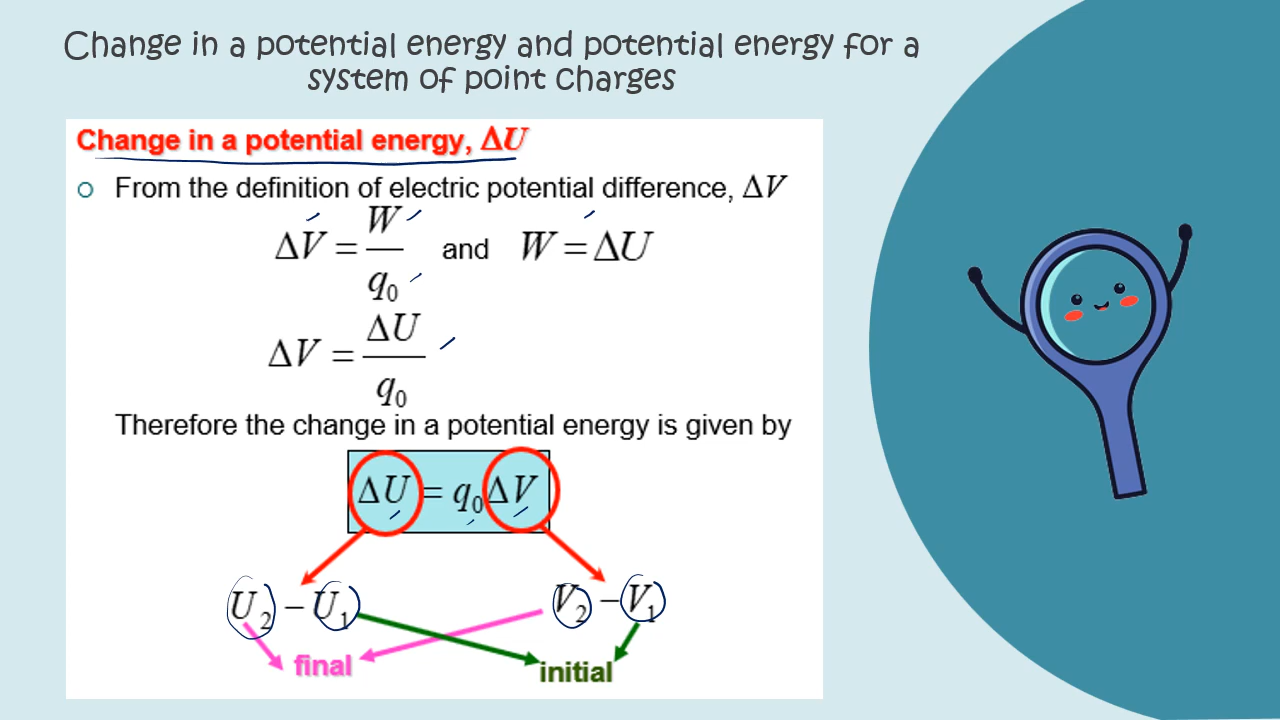 Change in a potential energy and potential energy for a
system of point charges
Change in a potential energy, ΔU
From the definition of electric potential difference, ΔV
ΔV = W/q₀ and W = ΔU
ΔV = ΔU/q₀
Therefore the change in a potential energy is given by
ΔU = q₀ΔV
U₂ – U₁ V₂ – V₁
final initial